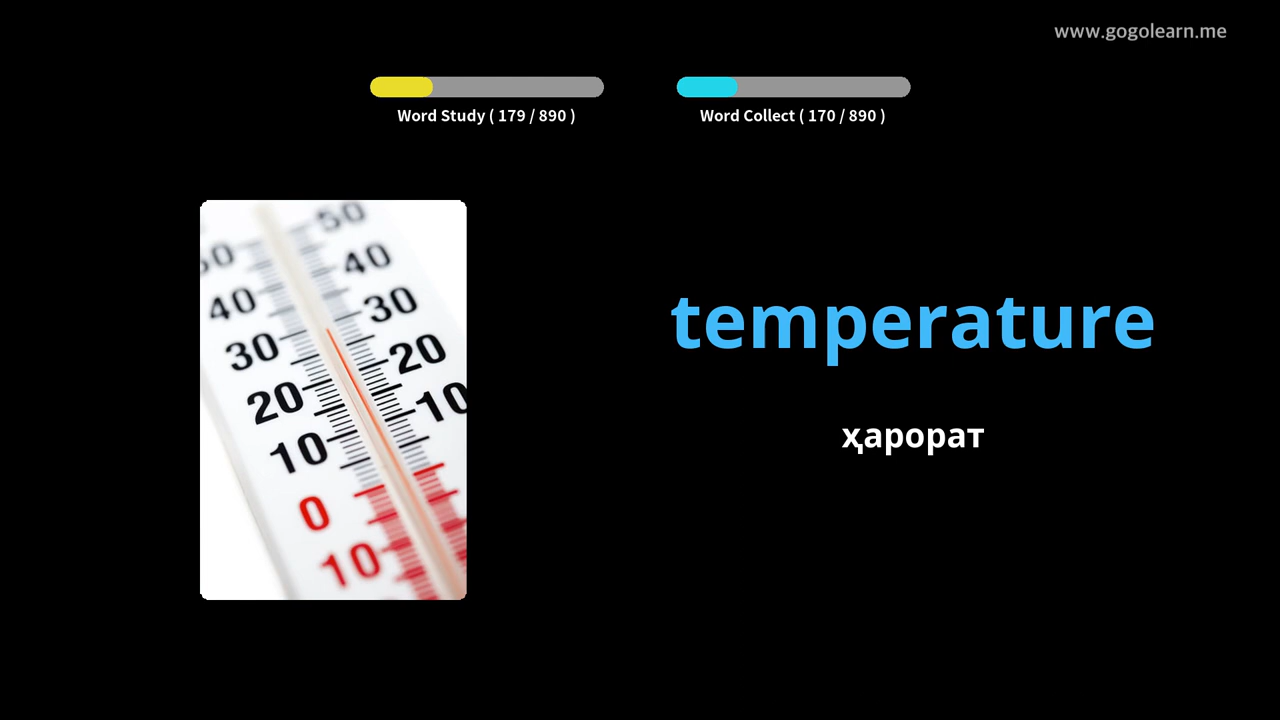 www.gogolearn.me
Word Study ( 179 / 890 )
Word Collect ( 170 / 890 )
50
50
40
40
30
30
20
20
10
10
0
10
temperature
ҳарорат